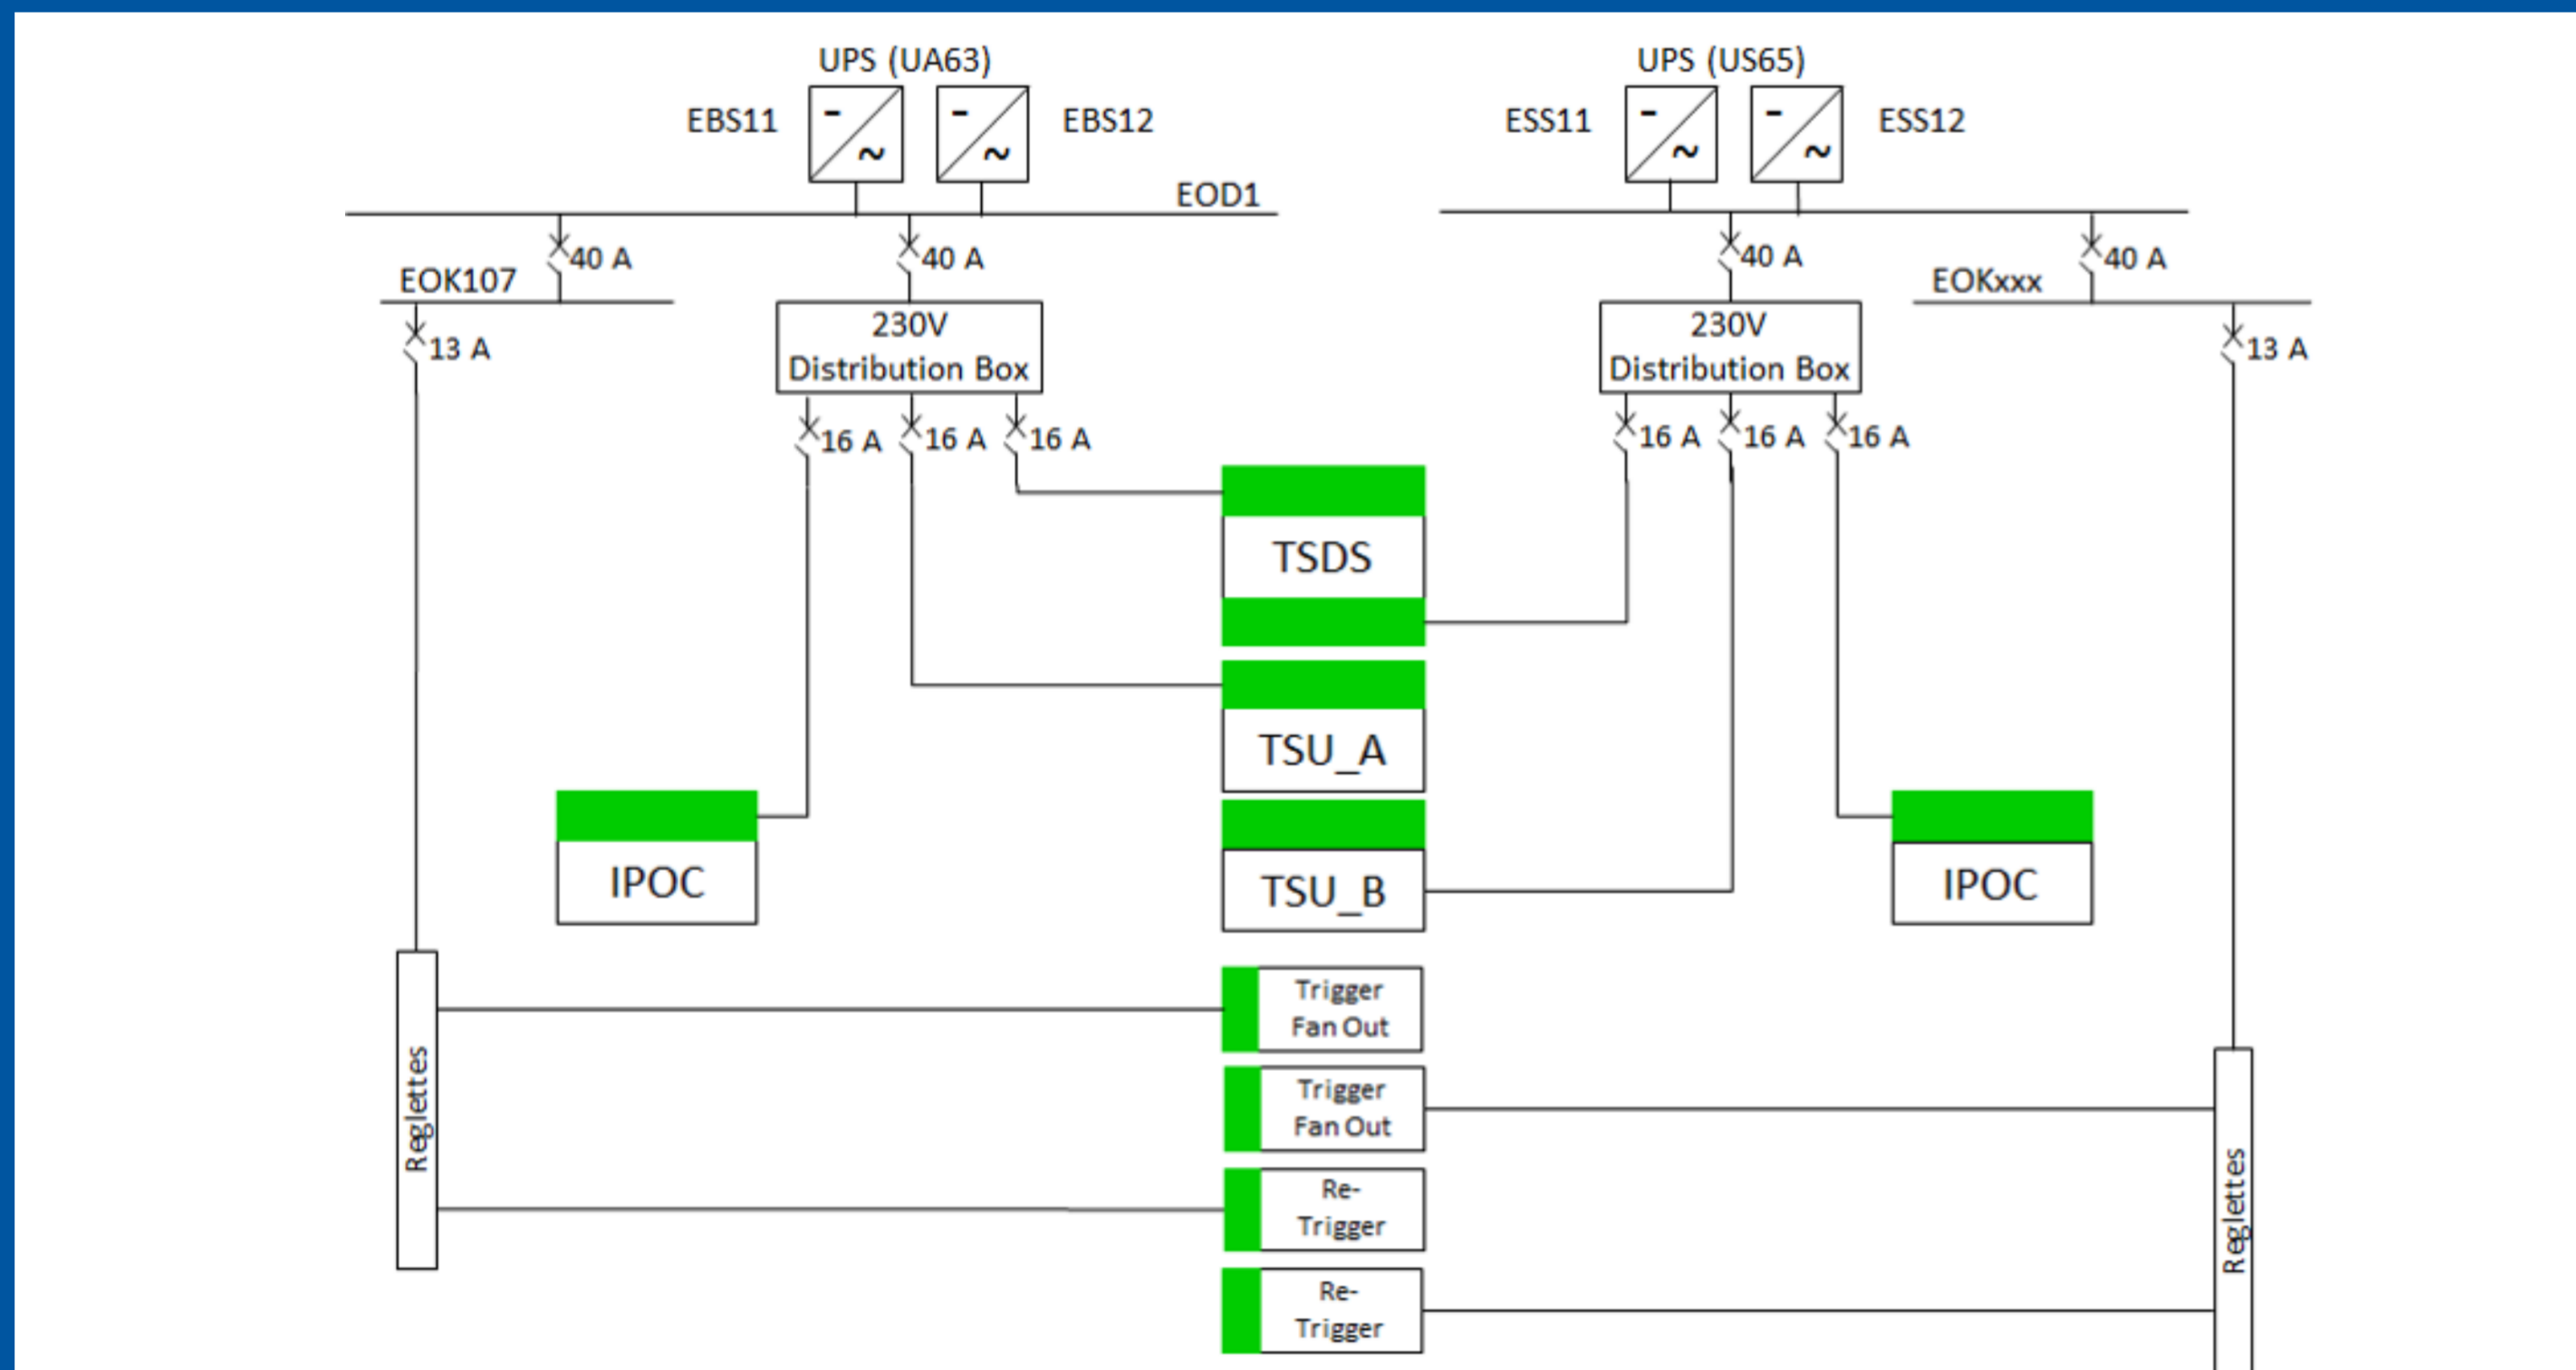 UPS (UA63)
UPS (US65)
EBS11
EBS12
ESS11
ESS12
EOD1
40 A
40 A
40 A
40 A
EOK107
EOKxxx
230V
Distribution Box
230V
Distribution Box
13 A
13 A
16 A
16 A
16 A
16 A
16 A
16 A
TSDS
TSU_A
IPOC
TSU_B
IPOC
Trigger
Fan Out
Trigger
Fan Out
Reglettes
Re-
Trigger
Reglettes
Re-
Trigger